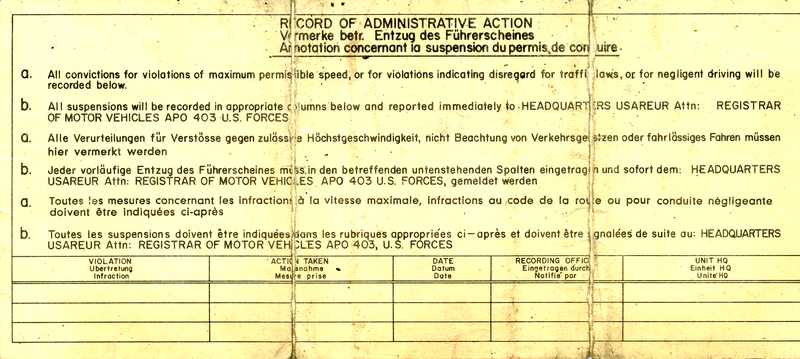 RECORD OF ADMINISTRATIVE ACTION
Vermerke betr. Entzug des Führerscheines
Annotation concernant la suspension du permis de conduire
a. All convictions for violations of maximum permissible speed, or for violations indicating disregard for traffic laws, or for negligent driving will be
recorded below.
b. All suspensions will be recorded in appropriate columns below and reported immediately to HEADQUARTERS USAREUR Attn: REGISTRAR
OF MOTOR VEHICLES APO 403 U.S. FORCES
a. Alle Verurteilungen für Verstösse gegen zulässige Höchstgeschwindigkeit, nicht Beachtung von Verkehrsgesetzen oder fahrlässiges Fahren müssen
hier vermerkt werden
b. Jeder vorläufige Entzug des Führerscheines muss in den betreffenden untenstehenden Spalten eingetragen und sofort dem: HEADQUARTERS
USAREUR Attn: REGISTRAR OF MOTOR VEHICLES APO 403 U.S. FORCES, gemeldet werden
a. Toutes les mesures concernant les infractions à la vitesse maximale, infractions au code de la route ou pour conduite négligeante
doivent être indiquées ci-après
b. Toutes les suspensions doivent être indiquées dans les rubriques appropriées ci-après et doivent être signalées de suite au: HEADQUARTERS
USAREUR Attn: REGISTRAR OF MOTOR VEHICLES APO 403, U.S. FORCES
VIOLATION ACTION TAKEN DATE RECORDING OFFIC UNIT HQ
Übertretung Massnahme Datum Eingetragen durch Einheit HQ
Infraction Mesure prise Date Notifié par Unité HQ